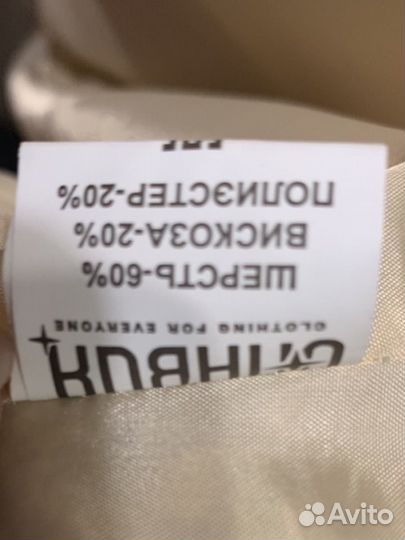 CLOTHING FOR EVERYONE
ШЕРСТЬ-60%
ВИСКОЗА-20%
ПОЛИЭСТЕР-20%
Avito